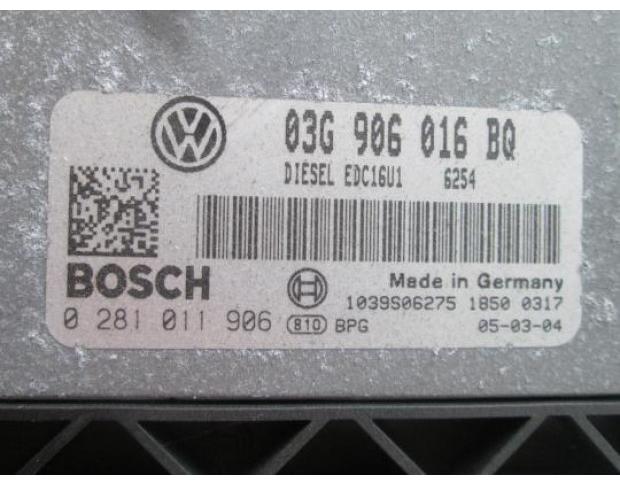 03G 906 016 BQ
DIESEL EDC16U1 6254
BOSCH
Made in Germany
1039S06275 1850 0317
0 281 011 906 810 BPG 05-03-04